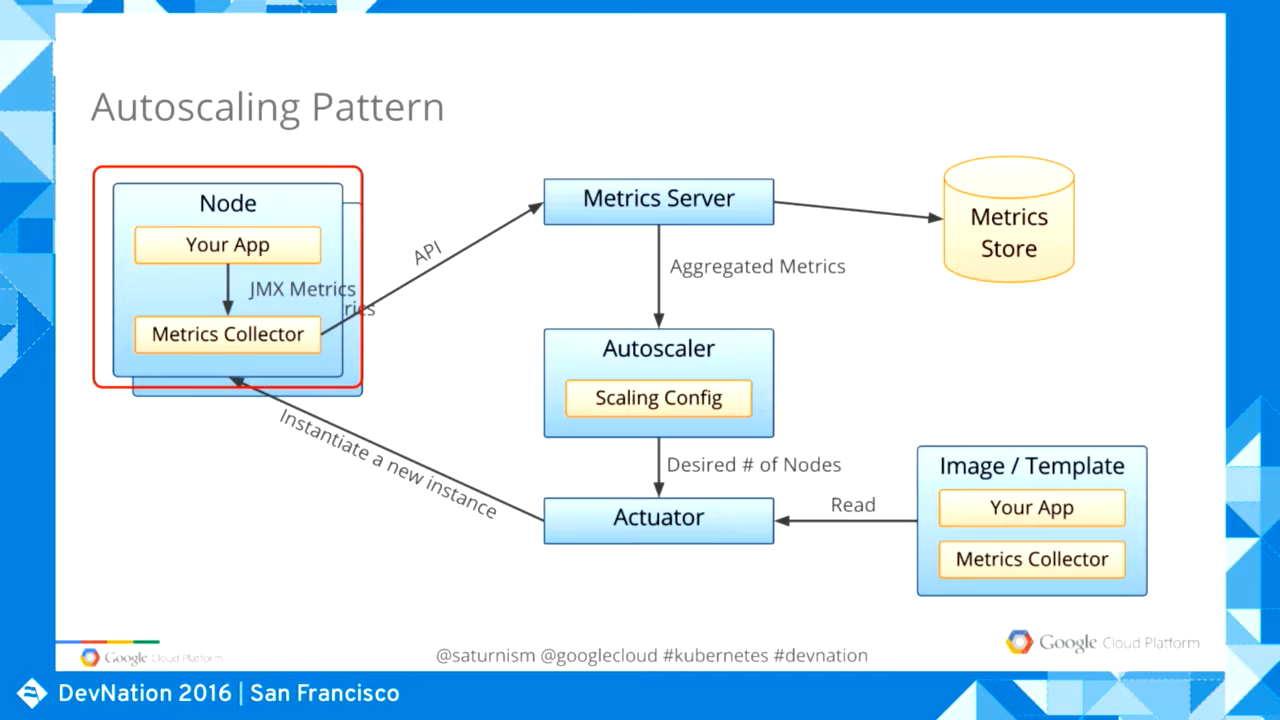 Autoscaling Pattern
Node
Your App
JMX Metrics
rics
Metrics Collector
API
Metrics Server
Metrics
Store
Aggregated Metrics
Autoscaler
Scaling Config
Desired # of Nodes
Instantiate a new instance
Actuator
Read
Image / Template
Your App
Metrics Collector
Google Cloud Platform
@saturnism @googlecloud #kubernetes #devnation
Google Cloud Platform
DevNation 2016 | San Francisco